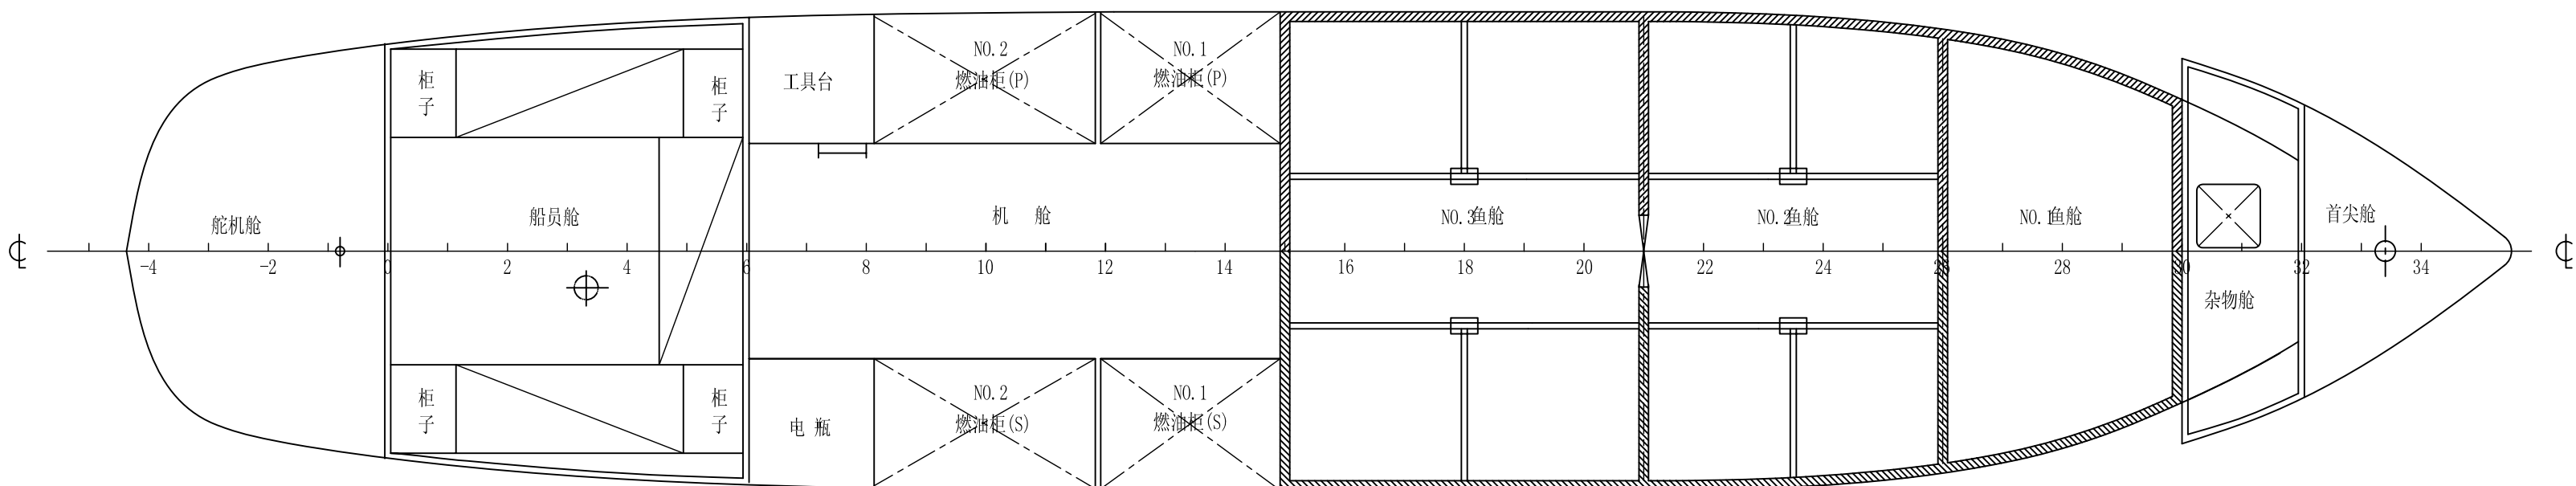 NO.2
燃油柜(P)
NO.1
燃油柜(P)
柜子
柜子
工具台
舵机舱
船员舱
机 舱
NO.3鱼舱
NO.2鱼舱
NO.1鱼舱
首尖舱
-4 -2 0 2 4 6 8 10 12 14 16 18 20 22 24 26 28 30 32 34
杂物舱
柜子
柜子
电 瓶
NO.2
燃油柜(S)
NO.1
燃油柜(S)